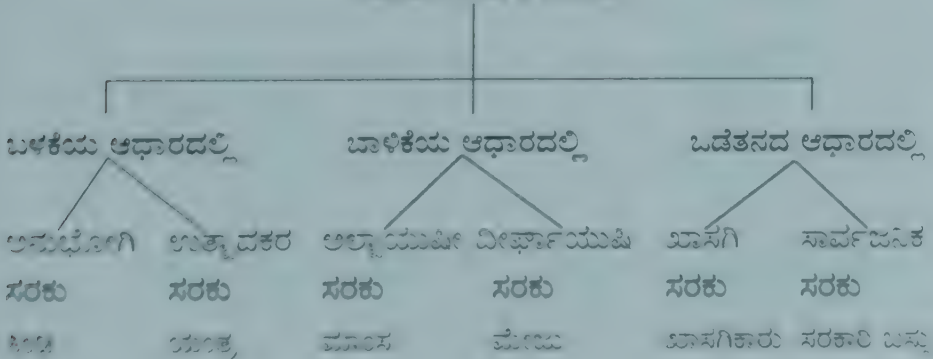 ಬಳಕೆಯ ಆಧಾರದಲ್ಲಿ ಬಾಳಿಕೆಯ ಆಧಾರದಲ್ಲಿ ಒಡೆತನದ ಆಧಾರದಲ್ಲಿ
ಅನುಭೋಗಿ ಉತ್ಪಾದಕರ ಅಲ್ಪಾಯುಷೀ ದೀರ್ಘಾಯುಷಿ ಖಾಸಗಿ ಸಾರ್ವಜನಿಕ
ಸರಕು ಸರಕು ಸರಕು ಸರಕು ಸರಕು ಸರಕು
ಯಂತ್ರ ಮಾಂಸ ಮೇಜು ಖಾಸಗಿಕಾರು ಸರಕಾರಿ ಬಸ್ಸು